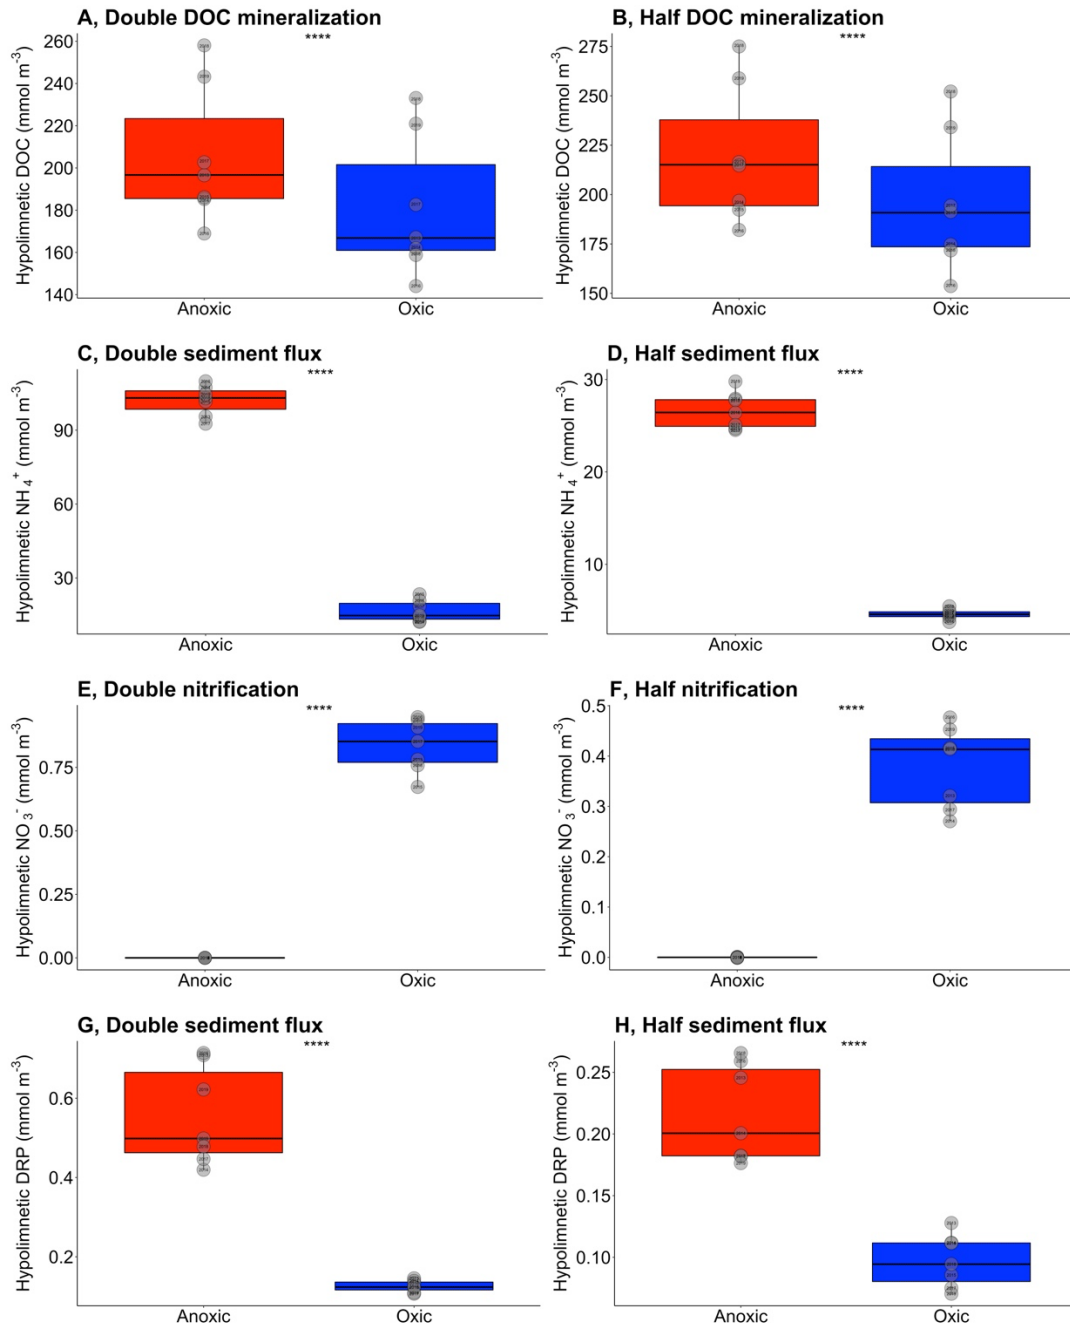 A, Double DOC mineralization
****
Hypolimnetic DOC (mmol m-3)
260
240
220
200
180
160
140
Anoxic
Oxic
B, Half DOC mineralization
****
Hypolimnetic DOC (mmol m-3)
275
250
225
200
175
150
Anoxic
Oxic
C, Double sediment flux
****
Hypolimnetic NH4+ (mmol m-3)
90
60
30
Anoxic
Oxic
D, Half sediment flux
****
Hypolimnetic NH4+ (mmol m-3)
30
20
10
Anoxic
Oxic
E, Double nitrification
****
Hypolimnetic NO3- (mmol m-3)
0.75
0.50
0.25
0.00
Anoxic
Oxic
F, Half nitrification
****
Hypolimnetic NO3- (mmol m-3)
0.5
0.4
0.3
0.2
0.1
0.0
Anoxic
Oxic
G, Double sediment flux
****
Hypolimnetic DRP (mmol m-3)
0.6
0.4
0.2
Anoxic
Oxic
H, Half sediment flux
****
Hypolimnetic DRP (mmol m-3)
0.25
0.20
0.15
0.10
Anoxic
Oxic